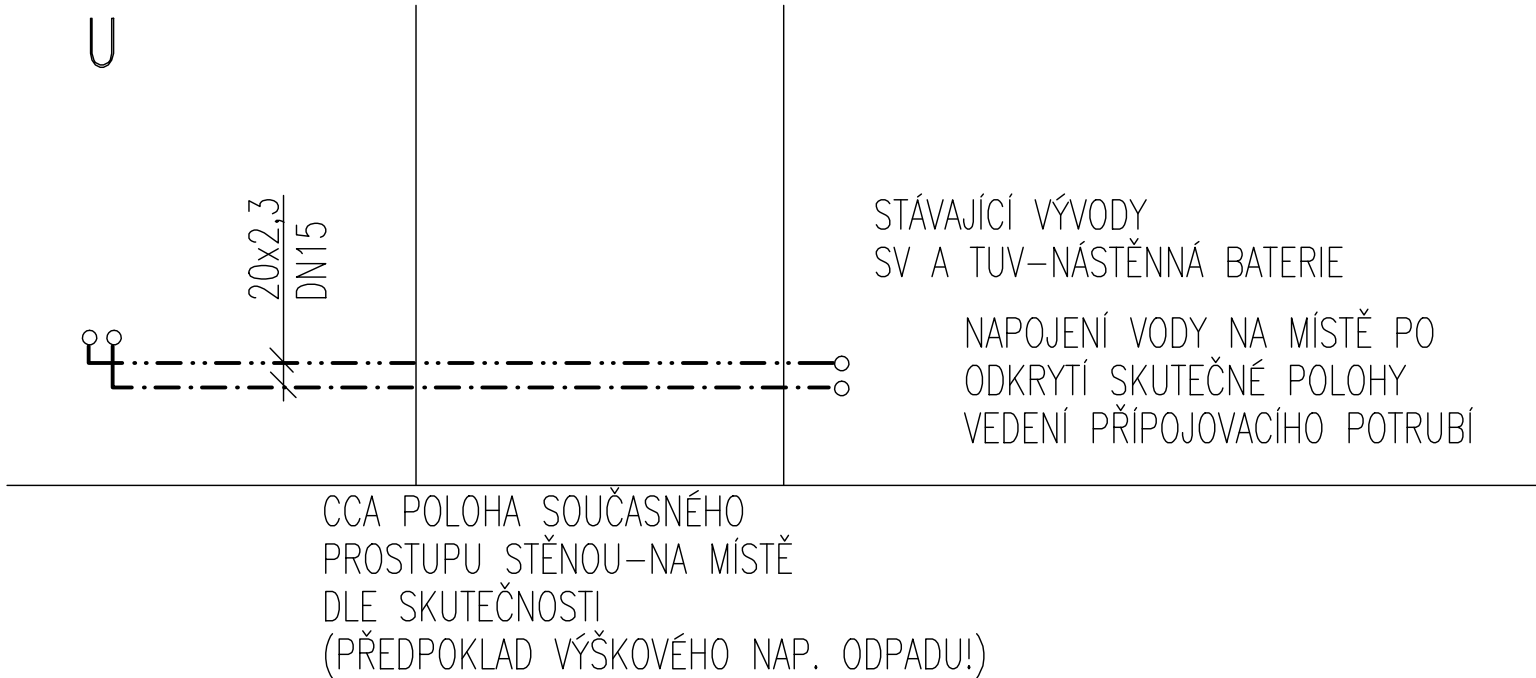 U
20x2,3
DN15
STÁVAJÍCÍ VÝVODY
SV A TUV-NÁSTĚNNÁ BATERIE
NAPOJENÍ VODY NA MÍSTĚ PO
ODKRYTÍ SKUTEČNÉ POLOHY
VEDENÍ PŘÍPOJOVACÍHO POTRUBÍ
CCA POLOHA SOUČASNÉHO
PROSTUPU STĚNOU-NA MÍSTĚ
DLE SKUTEČNOSTI
(PŘEDPOKLAD VÝŠKOVÉHO NAP. ODPADU!)